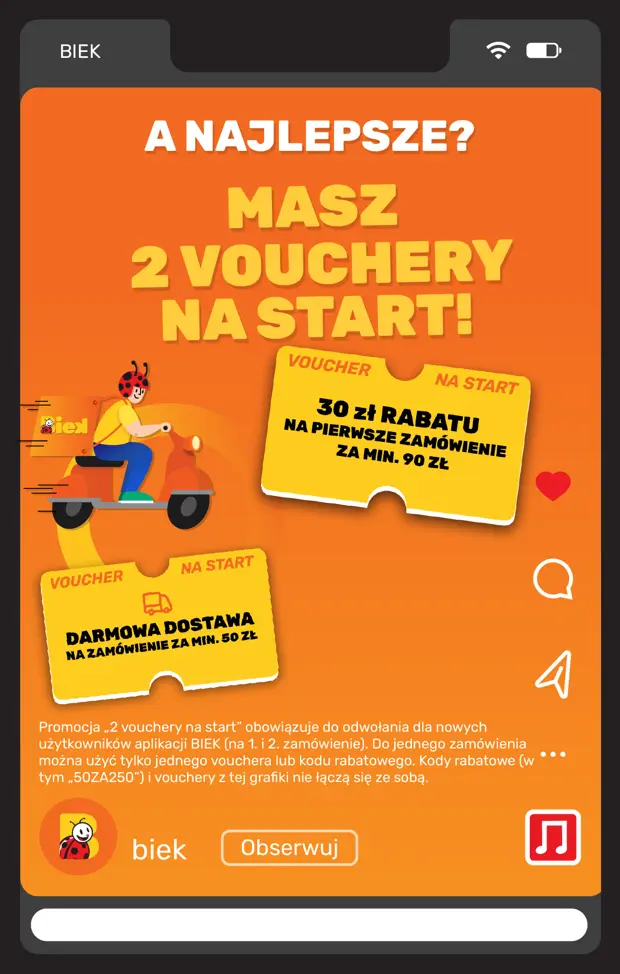 BIEK
A NAJLEPSZE?
MASZ
2 VOUCHERY
NA START!
VOUCHER
NA START
30 zł RABATU
NA PIERWSZE ZAMÓWIENIE
ZA MIN. 90 ZŁ
Biek
VOUCHER
NA START
DARMOWA DOSTAWA
NA ZAMÓWIENIE ZA MIN. 50 ZŁ
Promocja „2 vouchery na start” obowiązuje do odwołania dla nowych
użytkowników aplikacji BIEK (na 1. i 2. zamówienie). Do jednego zamówienia
można użyć tylko jednego vouchera lub kodu rabatowego. Kody rabatowe (w
tym „50ZA250”) i vouchery z tej grafiki nie łączą się ze sobą.
B
biek
Obserwuj